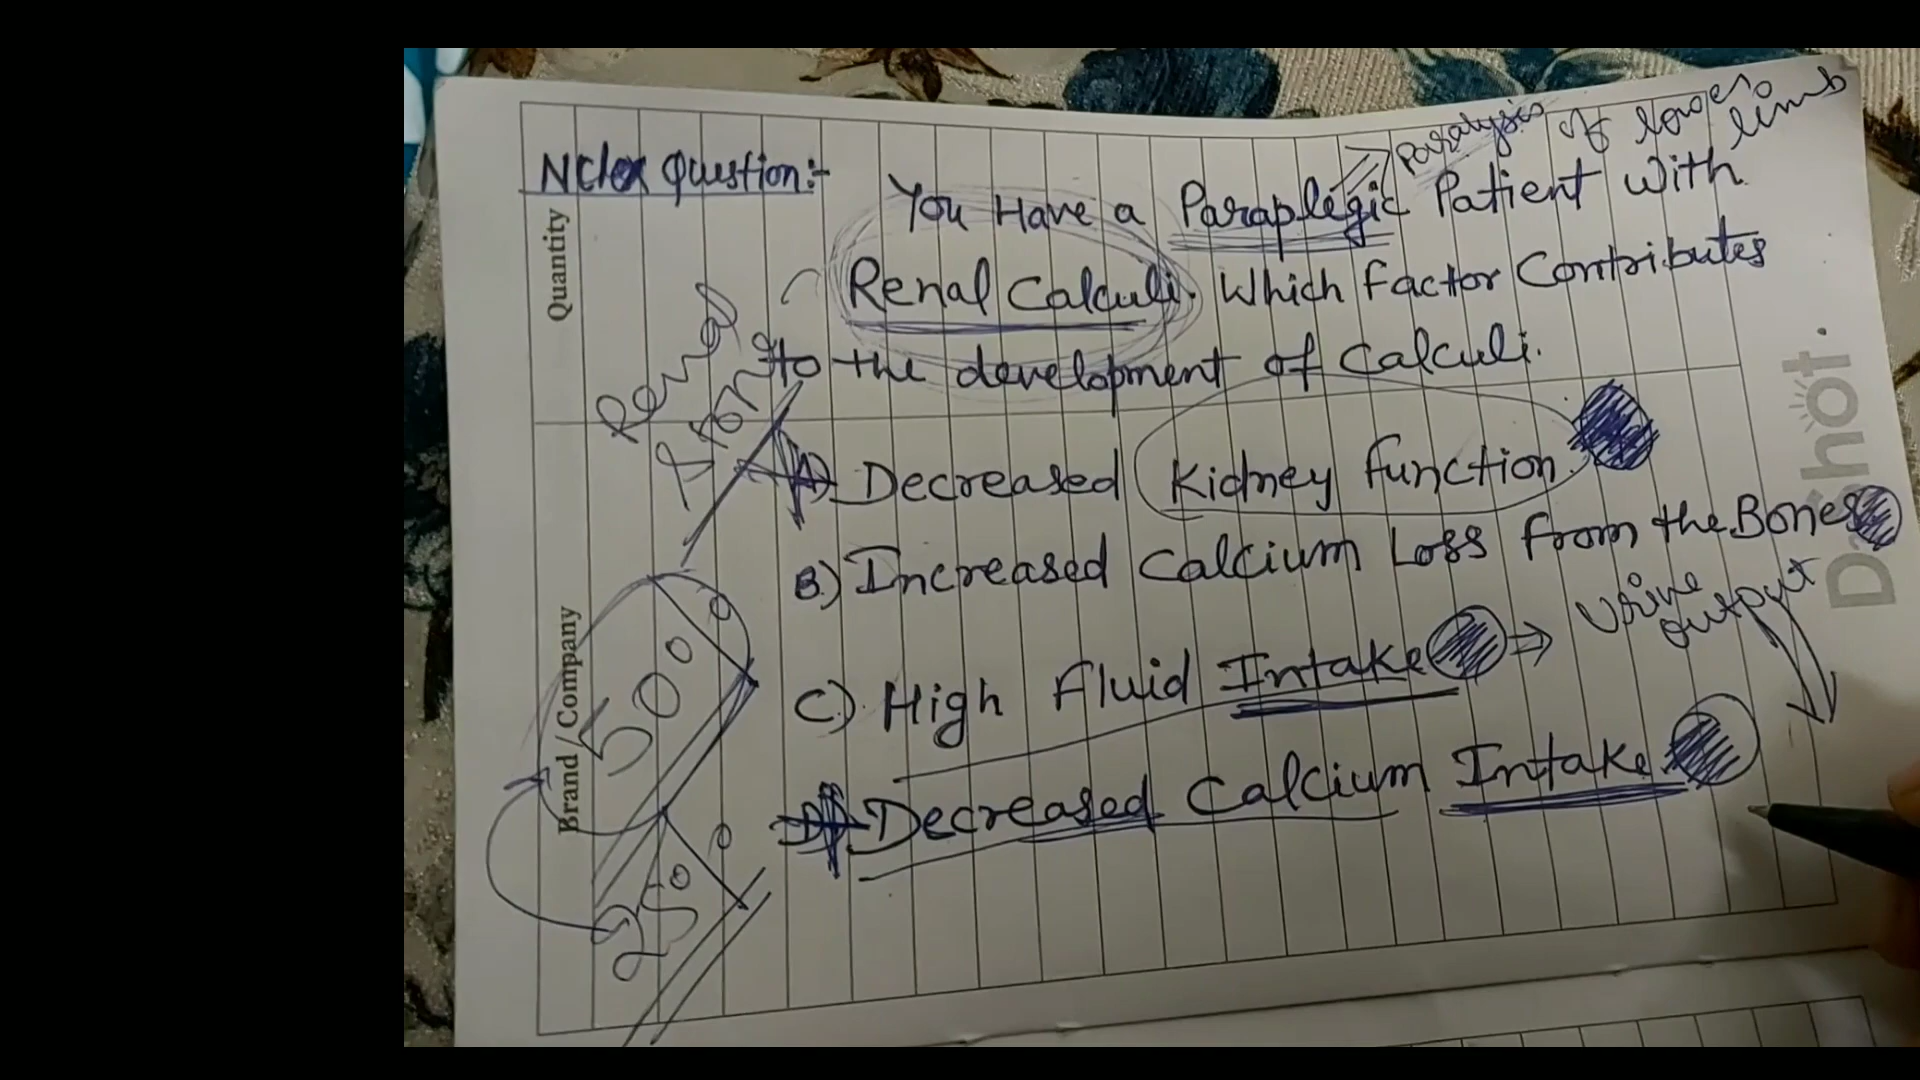 NClex Question:-
Paralysis of lower limb
You Have a Paraplegic Patient With
Renal Calculi. Which Factor Contributes
to the development of Calculi.
Renal
stone
A) Decreased Kidney function.
B.) Increased Calcium Loss from the Bones
C). High Fluid Intake ⇒ Urine output
D) Decreased Calcium Intake.
50%
25%
Quantity
Brand / Company